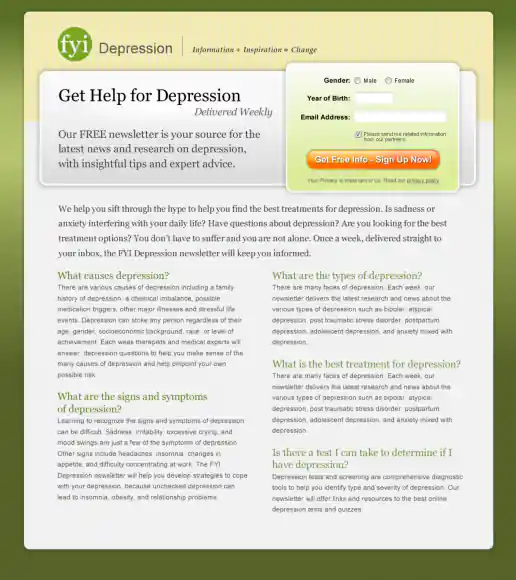 fyi Depression Information + Inspiration = Change
Get Help for Depression
Delivered Weekly
Our FREE newsletter is your source for the
latest news and research on depression,
with insightful tips and expert advice.
Gender: Male Female
Year of Birth:
Email Address:
Please send me related information
from our partners.
Get Free Info - Sign Up Now!
Your Privacy is important to Us. Read our privacy policy
We help you sift through the hype to help you find the best treatments for depression. Is sadness or
anxiety interfering with your daily life? Have questions about depression? Are you looking for the best
treatment options? You don't have to suffer and you are not alone. Once a week, delivered straight to
your inbox, the FYI Depression newsletter will keep you informed.
What causes depression?
There are various causes of depression including a family
history of depression, a chemical imbalance, possible
medication triggers, other major illnesses and stressful life
events. Depression can strike any person regardless of their
age, gender, socioeconomic background, race, or level of
achievement. Each week therapists and medical experts will
answer depression questions to help you make sense of the
many causes of depression and help pinpoint your own
possible risk.
What are the signs and symptoms
of depression?
Learning to recognize the signs and symptoms of depression
can be difficult. Sadness, irritability, excessive crying, and
mood swings are just a few of the symptoms of depression.
Other signs include headaches, insomnia, changes in
appetite, and difficulty concentrating at work. The FYI
Depression newsletter will help you develop strategies to cope
with your depression, because unchecked depression can
lead to insomnia, obesity, and relationship problems.
What are the types of depression?
There are many faces of depression. Each week, our
newsletter delivers the latest research and news about the
various types of depression such as bipolar, atypical
depression, post traumatic stress disorder, postpartum
depression, adolescent depression, and anxiety mixed with
depression.
What is the best treatment for depression?
There are many faces of depression. Each week, our
newsletter delivers the latest research and news about the
various types of depression such as bipolar, atypical
depression, post traumatic stress disorder, postpartum
depression, adolescent depression, and anxiety mixed with
depression.
Is there a test I can take to determine if I
have depression?
Depression tests and screening are comprehensive diagnostic
tools to help you identify type and severity of depression. Our
newsletter will offer links and resources to the best online
depression tests and quizzes.